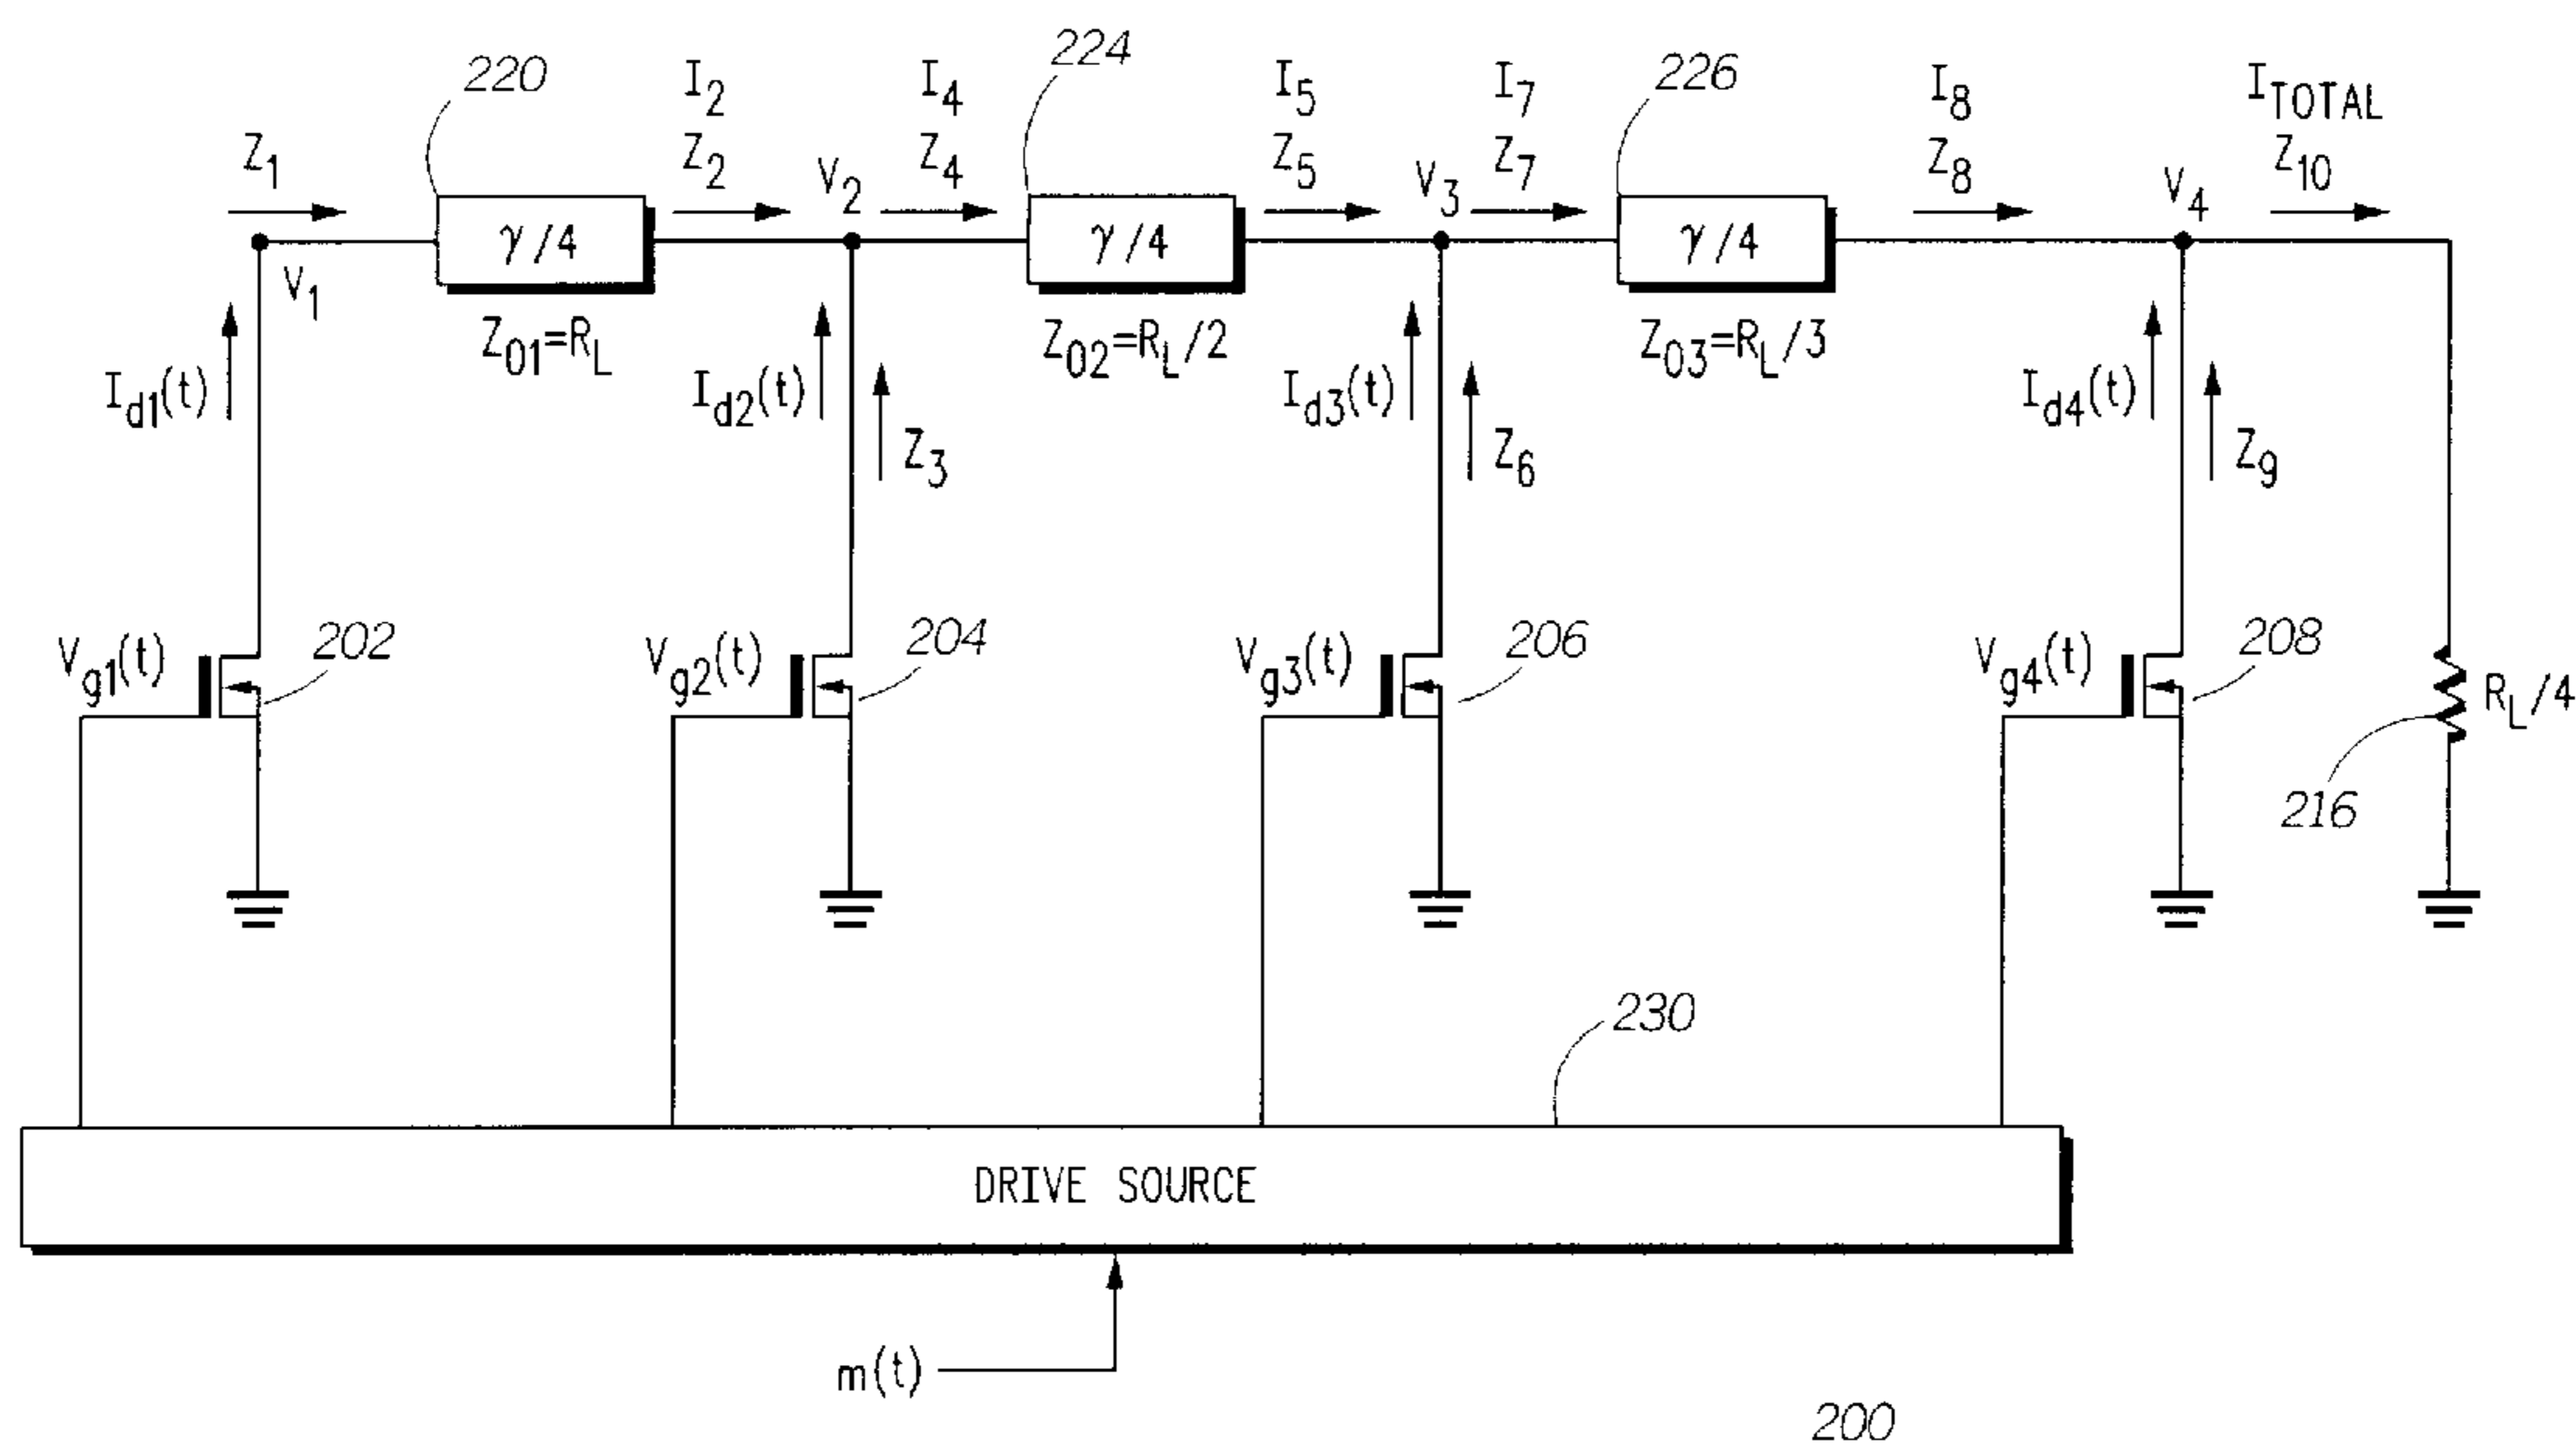 220
I2
I4
224
I5
I7
226
I8
ITOTAL
Z1
Z2
V2
Z4
Z5
V3
Z7
Z8
V4
Z10
γ/4
γ/4
γ/4
V1
Z01=RL
Z02=RL/2
Z03=RL/3
Id1(t)
Id2(t)
Z3
Id3(t)
Z6
Id4(t)
Z9
Vg1(t)
202
Vg2(t)
204
Vg3(t)
206
Vg4(t)
208
RL/4
216
230
DRIVE SOURCE
m(t)
200